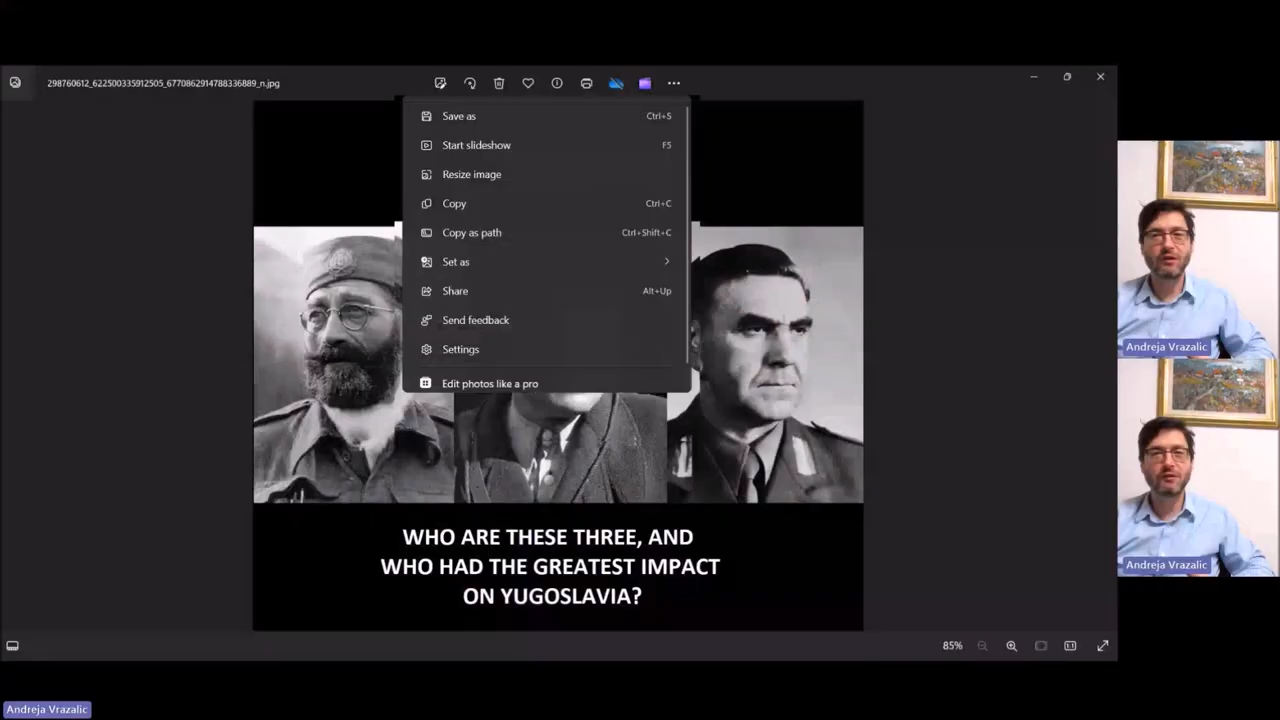 298760612_622500335912505_6770862914788336889_n.jpg
Save as Ctrl+S
Start slideshow F5
Resize image
Copy Ctrl+C
Copy as path Ctrl+Shift+C
Set as
Share Alt+Up
Send feedback
Settings
Edit photos like a pro
WHO ARE THESE THREE, AND
WHO HAD THE GREATEST IMPACT
ON YUGOSLAVIA?
85%
Andreja Vrazalic
Andreja Vrazalic
Andreja Vrazalic